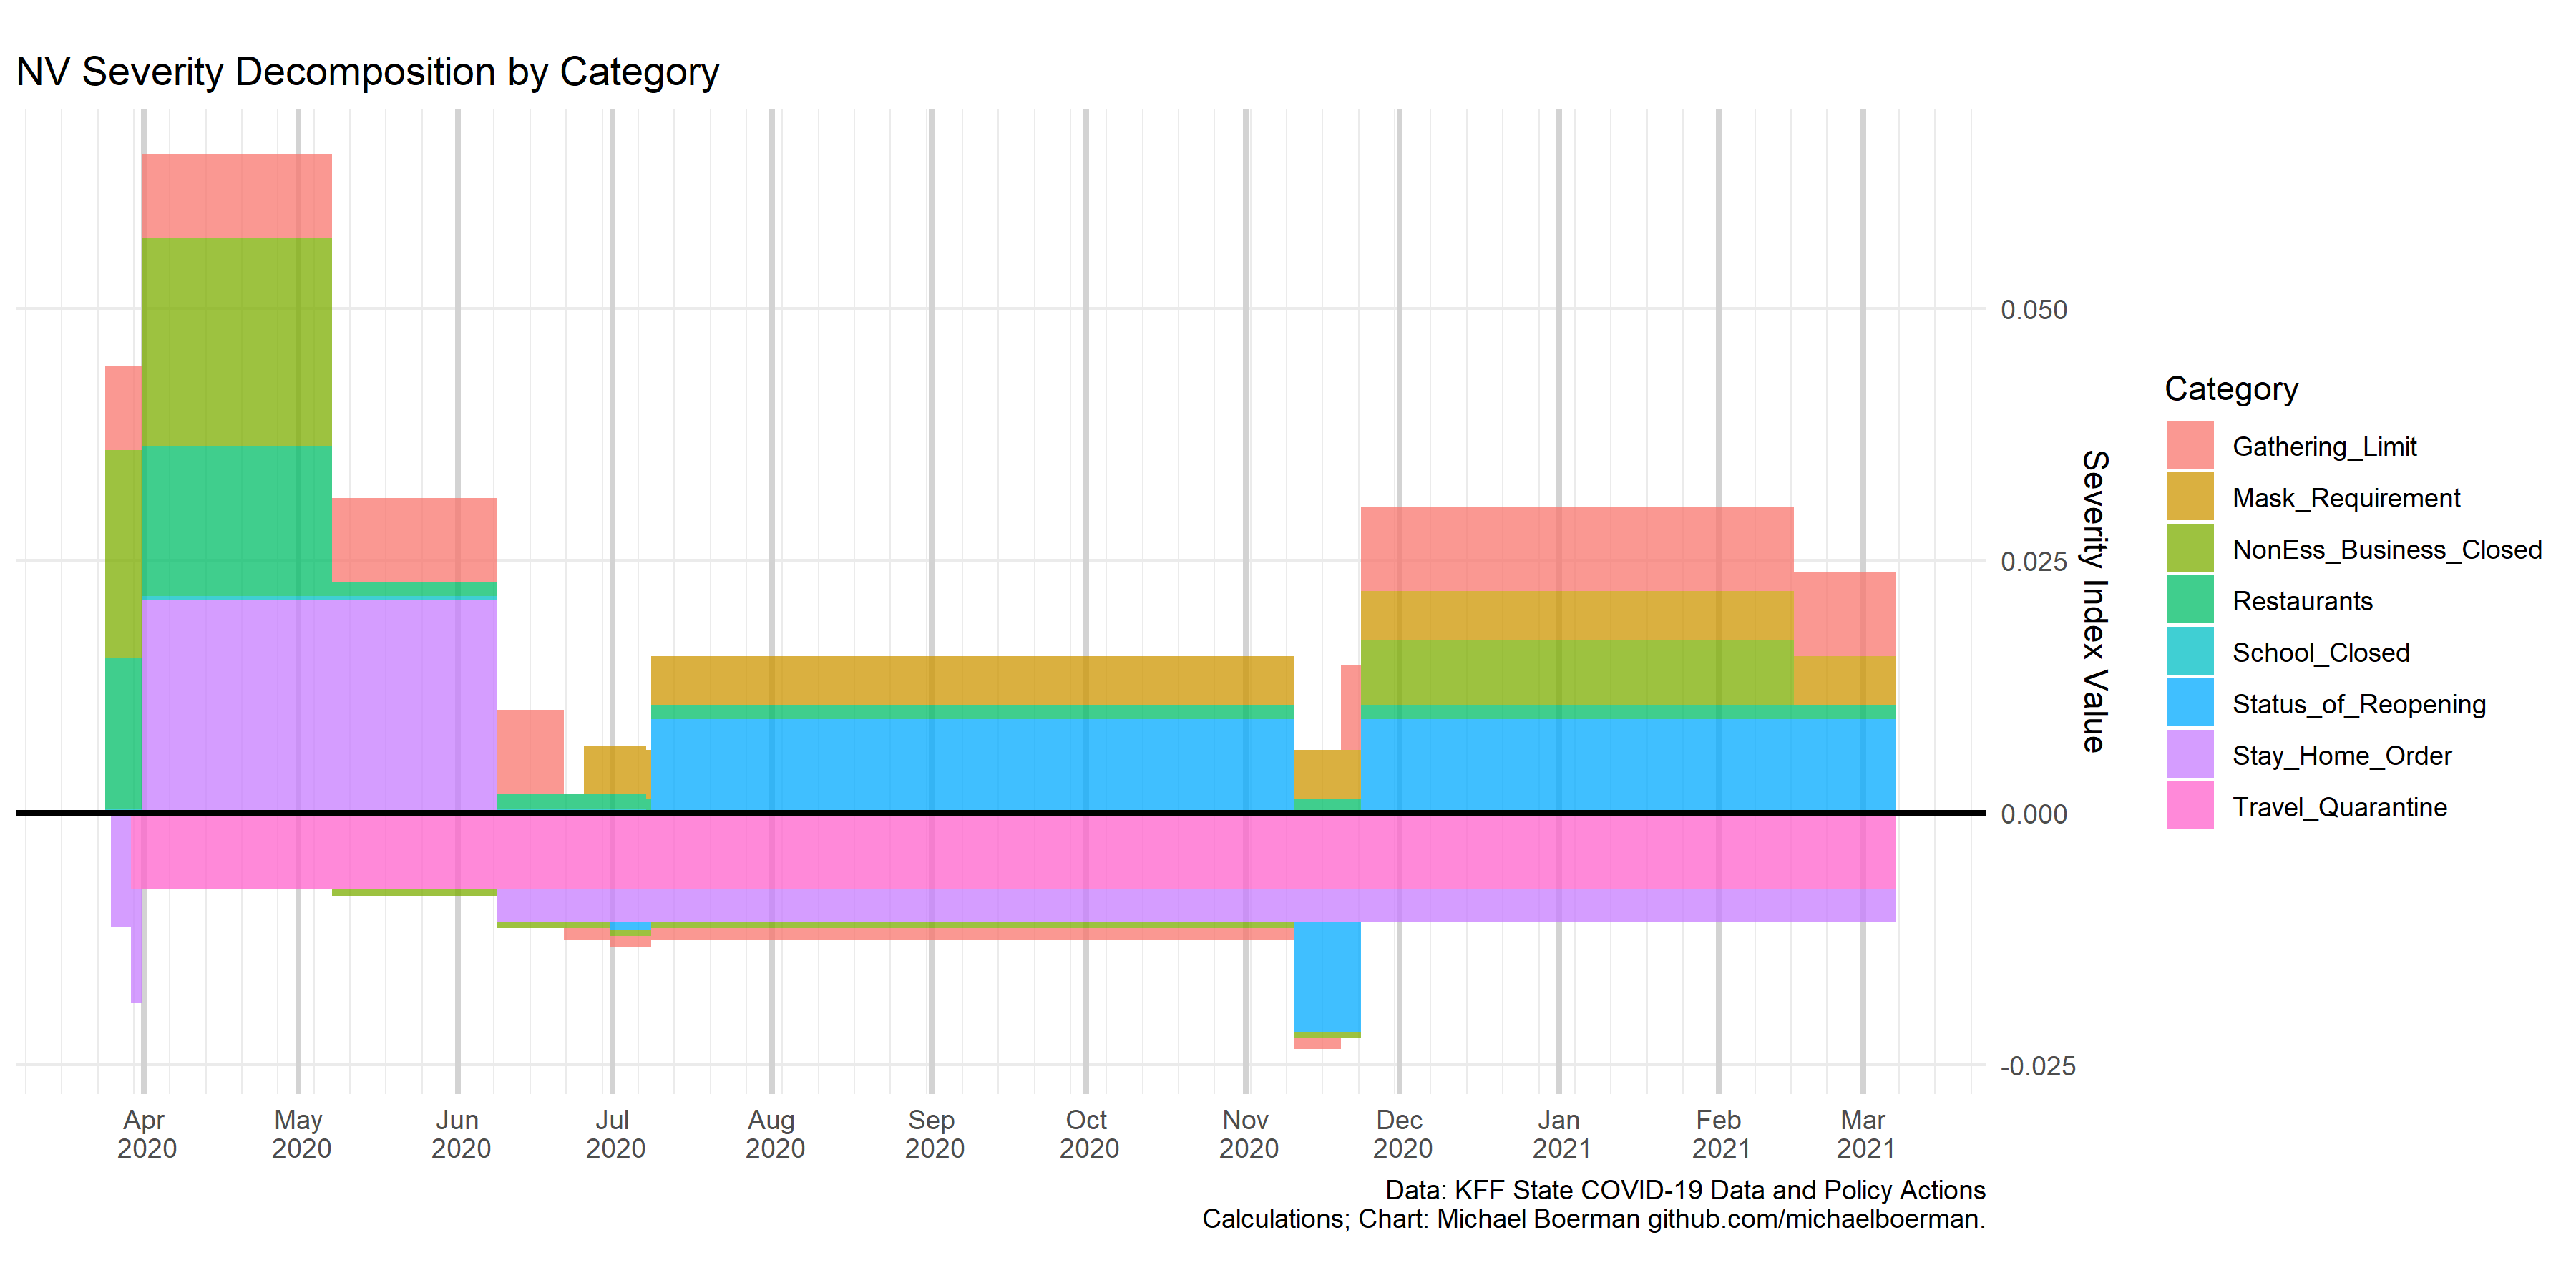 NV Severity Decomposition by Category
0.050
0.025
0.000
-0.025
Severity Index Value
Category
Gathering_Limit
Mask_Requirement
NonEss_Business_Closed
Restaurants
School_Closed
Status_of_Reopening
Stay_Home_Order
Travel_Quarantine
Apr May Jun Jul Aug Sep Oct Nov Dec Jan Feb Mar
2020 2020 2020 2020 2020 2020 2020 2020 2020 2021 2021 2021
Data: KFF State COVID-19 Data and Policy Actions
Calculations; Chart: Michael Boerman github.com/michaelboerman.